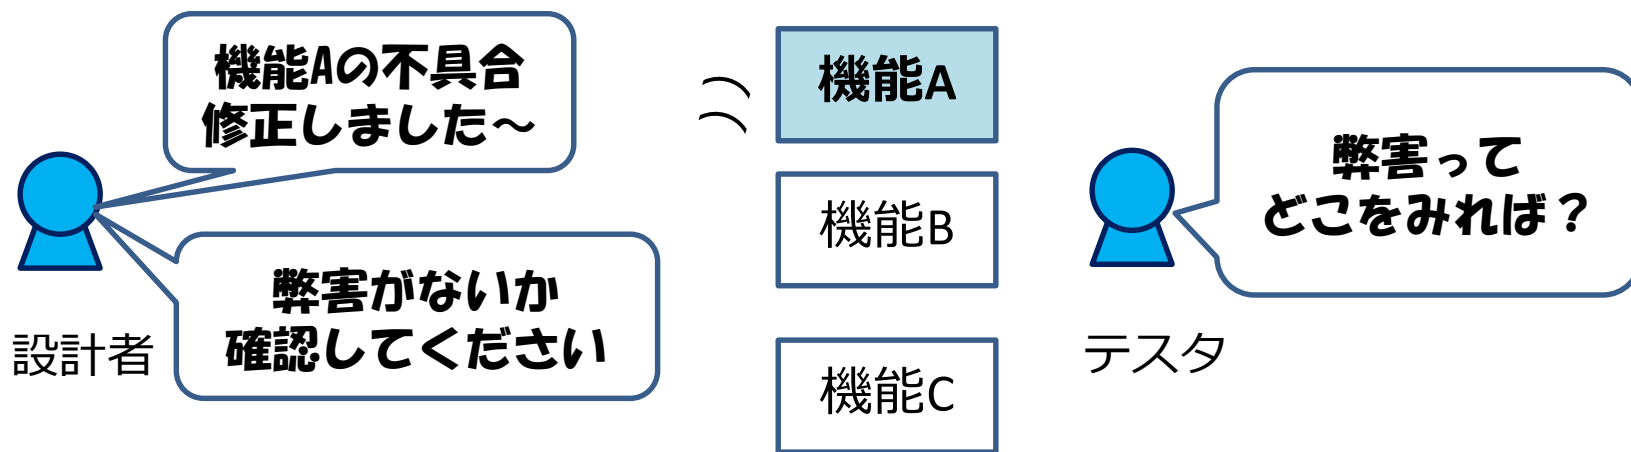 機能Aの不具合
修正しました～
弊害がないか
確認してください
設計者
機能A
機能B
機能C
弊害って
どこをみれば？
テスタ